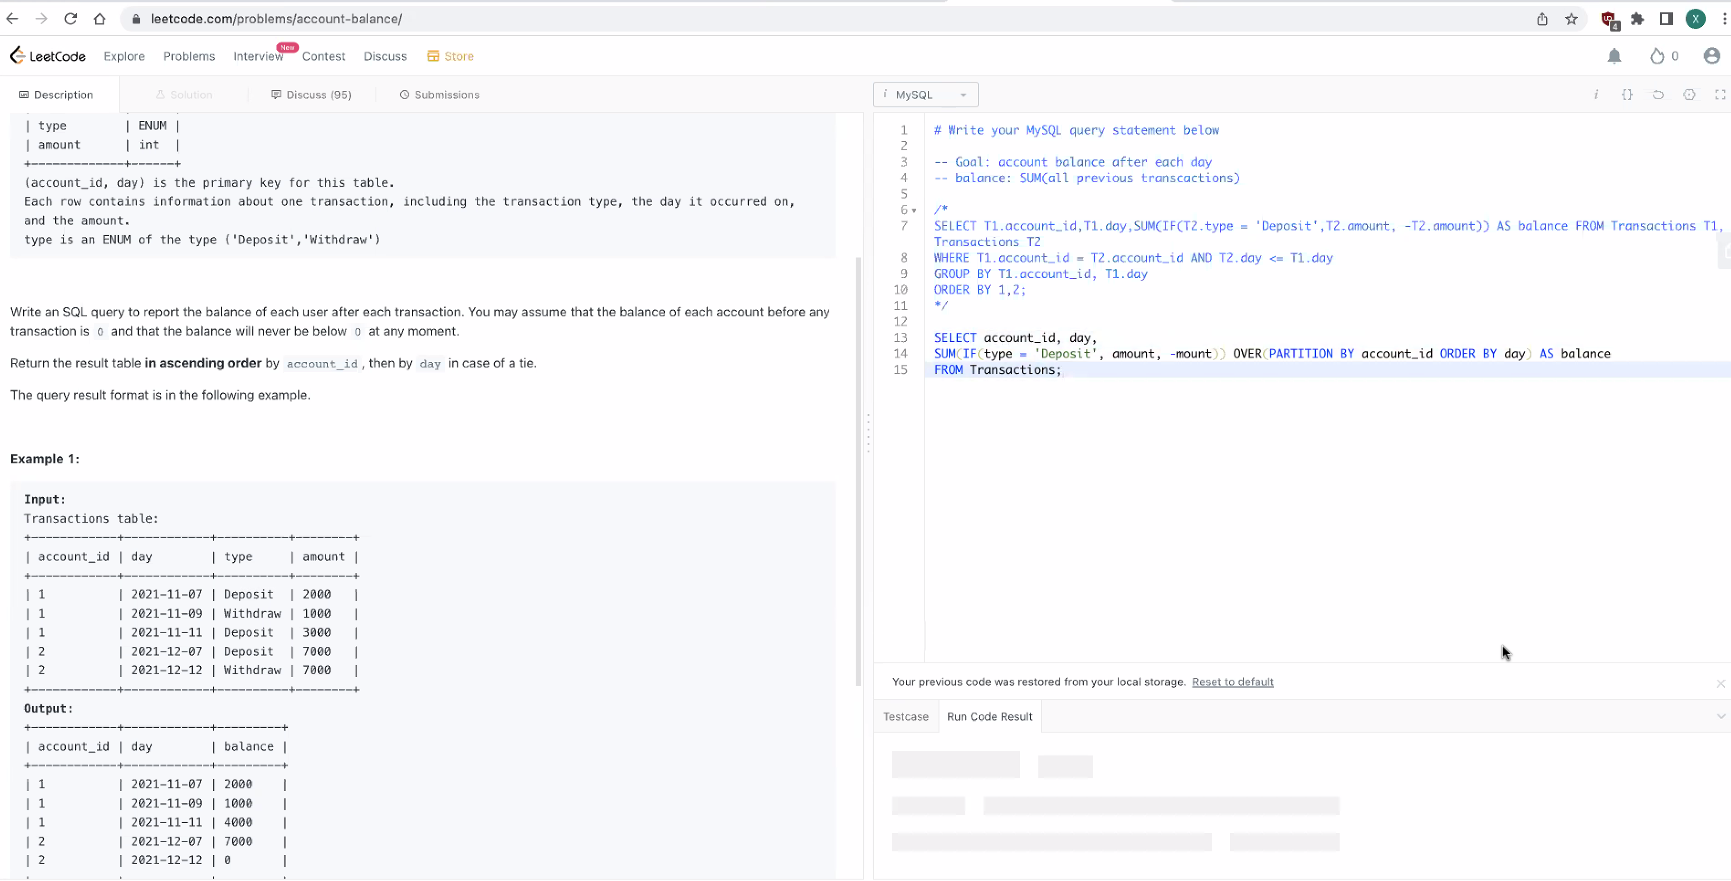 leetcode.com/problems/account-balance/
4
X
LeetCode Explore Problems Interview New Contest Discuss Store
0
Description Solution Discuss (95) Submissions
| type | ENUM |
| amount | int |
+-------------+------+
(account_id, day) is the primary key for this table.
Each row contains information about one transaction, including the transaction type, the day it occurred on,
and the amount.
type is an ENUM of the type ('Deposit','Withdraw')
Write an SQL query to report the balance of each user after each transaction. You may assume that the balance of each account before any
transaction is 0 and that the balance will never be below 0 at any moment.
Return the result table in ascending order by account_id , then by day in case of a tie.
The query result format is in the following example.
Example 1:
Input:
Transactions table:
+------------+------------+----------+--------+
| account_id | day | type | amount |
+------------+------------+----------+--------+
| 1 | 2021-11-07 | Deposit | 2000 |
| 1 | 2021-11-09 | Withdraw | 1000 |
| 1 | 2021-11-11 | Deposit | 3000 |
| 2 | 2021-12-07 | Deposit | 7000 |
| 2 | 2021-12-12 | Withdraw | 7000 |
+------------+------------+----------+--------+
Output:
+------------+------------+---------+
| account_id | day | balance |
+------------+------------+---------+
| 1 | 2021-11-07 | 2000 |
| 1 | 2021-11-09 | 1000 |
| 1 | 2021-11-11 | 4000 |
| 2 | 2021-12-07 | 7000 |
| 2 | 2021-12-12 | 0 |
i MySQL
i {}
1 # Write your MySQL query statement below
2
3 -- Goal: account balance after each day
4 -- balance: SUM(all previous transcactions)
5
6 /*
7 SELECT T1.account_id,T1.day,SUM(IF(T2.type = 'Deposit',T2.amount, -T2.amount)) AS balance FROM Transactions T1,
Transactions T2
8 WHERE T1.account_id = T2.account_id AND T2.day <= T1.day
9 GROUP BY T1.account_id, T1.day
10 ORDER BY 1,2;
11 */
12
13 SELECT account_id, day,
14 SUM(IF(type = 'Deposit', amount, -mount)) OVER(PARTITION BY account_id ORDER BY day) AS balance
15 FROM Transactions;
Your previous code was restored from your local storage. Reset to default
Testcase Run Code Result